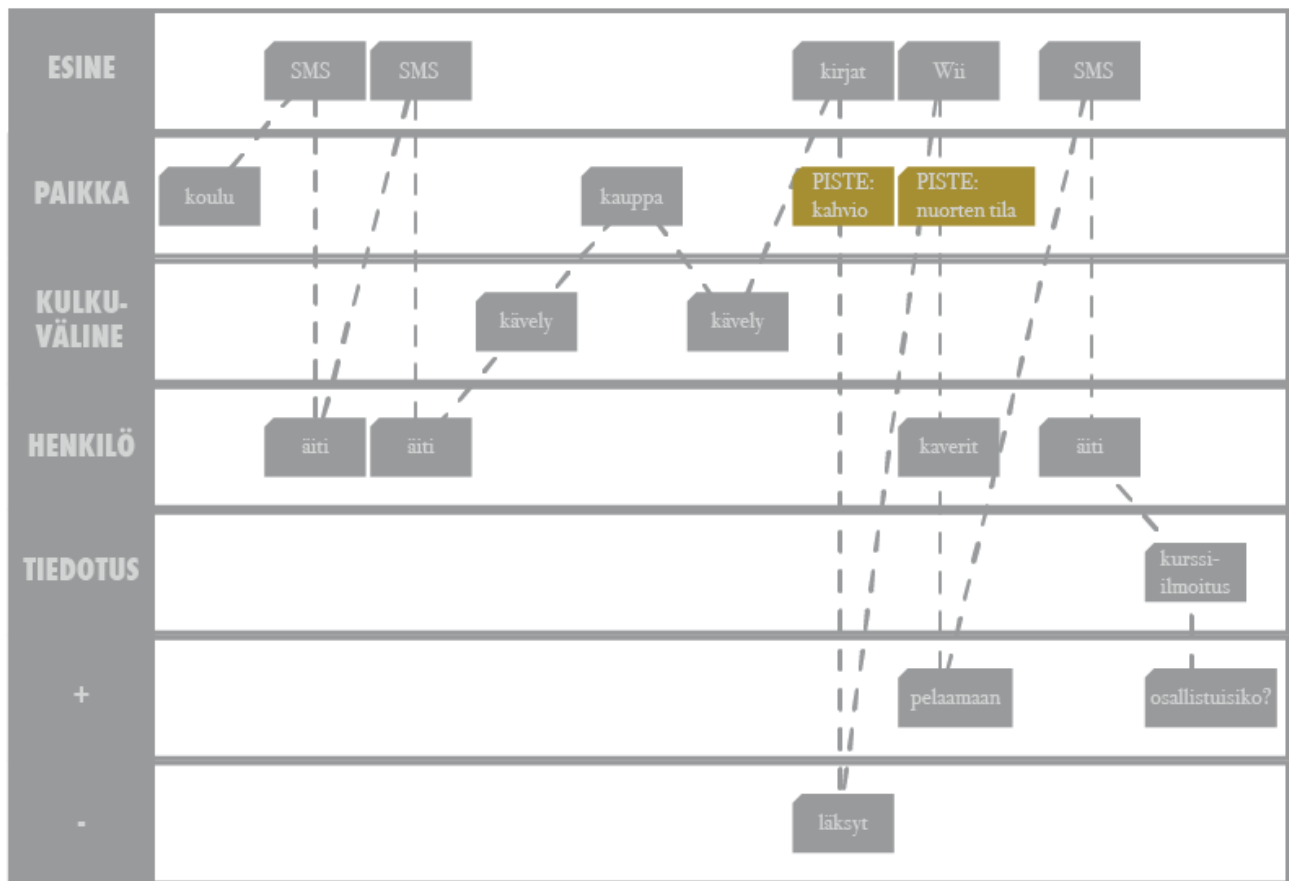 ESINE
SMS
SMS
kirjat
Wii
SMS
PAIKKA
koulu
kauppa
PISTE:
kahvio
PISTE:
nuorten tila
KULKU-
VÄLINE
kävely
kävely
HENKILÖ
äiti
äiti
kaverit
äiti
TIEDOTUS
kurssi-
ilmoitus
+
pelaamaan
osallistuisiko?
-
läksyt